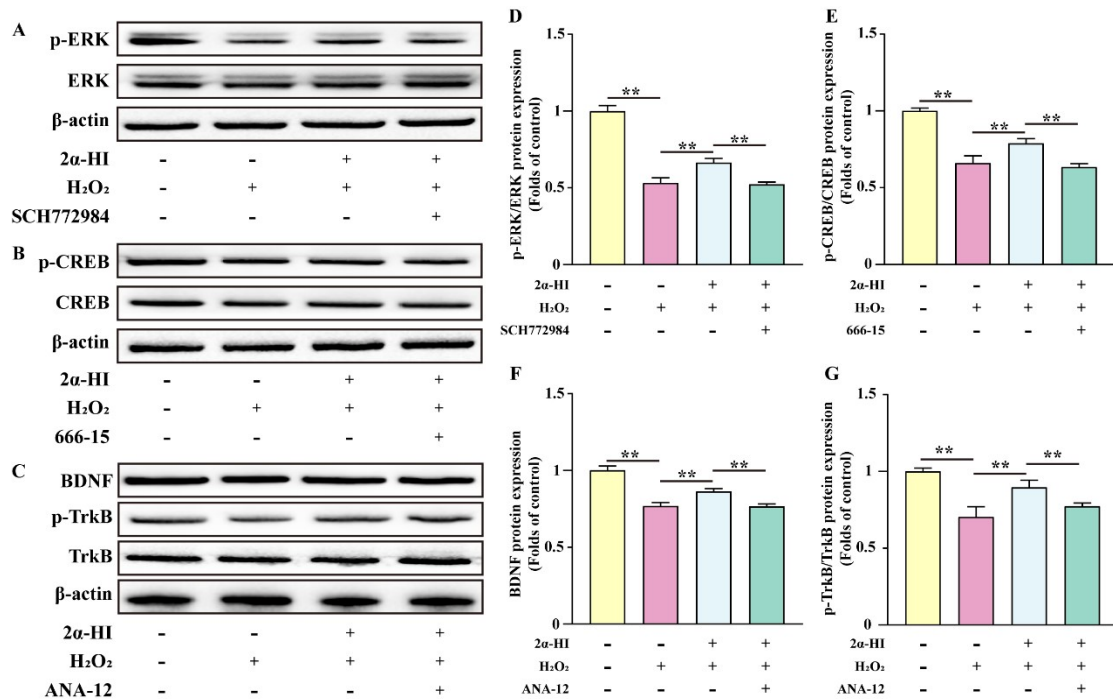 A
p-ERK
ERK
β-actin
2α-HI - - + +
H₂O₂ - + + +
SCH772984 - - - +
B
p-CREB
CREB
β-actin
2α-HI - - + +
H₂O₂ - + + +
666-15 - - - +
C
BDNF
p-TrkB
TrkB
β-actin
2α-HI - - + +
H₂O₂ - + + +
ANA-12 - - - +
D
p-ERK/ERK protein expression
(Folds of control)
1.5
1
0.5
0
** ** **
2α-HI - - + +
H₂O₂ - + + +
SCH772984 - - - +
E
p-CREB/CREB protein expression
(Folds of control)
1.5
1
0.5
0
** ** **
2α-HI - - + +
H₂O₂ - + + +
666-15 - - - +
F
BDNF protein expression
(Folds of control)
1.5
1
0.5
0
** ** **
2α-HI - - + +
H₂O₂ - + + +
ANA-12 - - - +
G
p-TrkB/TrkB protein expression
(Folds of control)
1.5
1
0.5
0
** ** **
2α-HI - - + +
H₂O₂ - + + +
ANA-12 - - - +